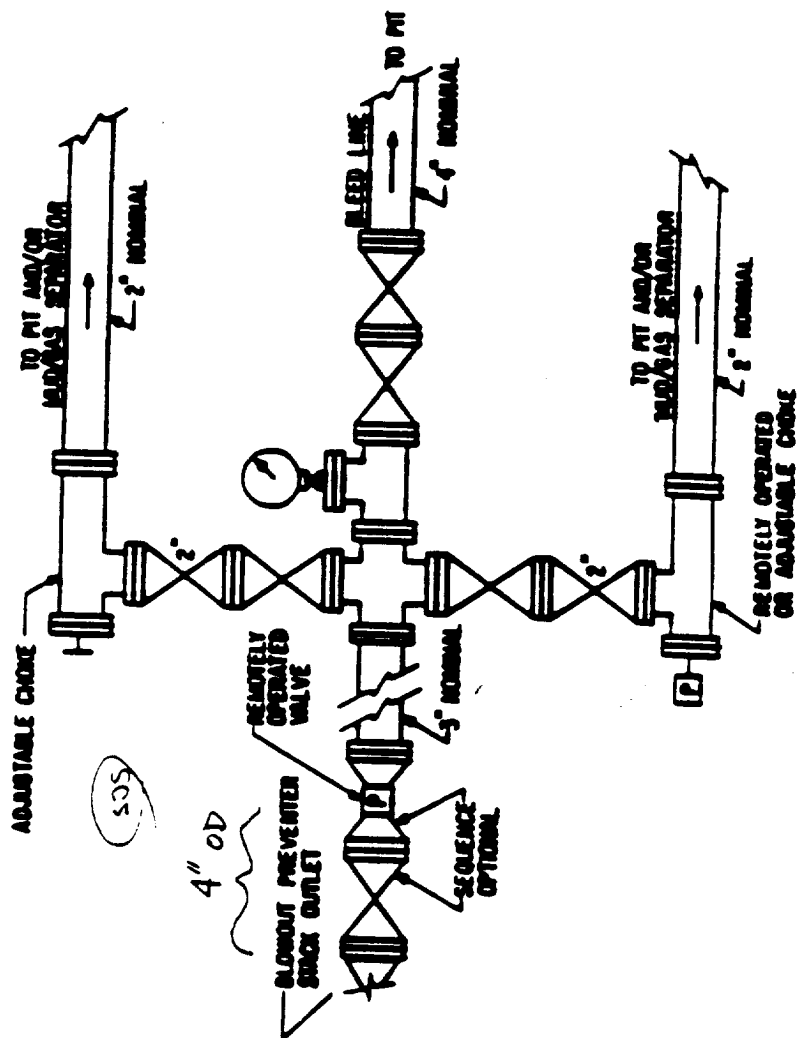 ADJUSTABLE CHOKE
TO PIT AND/OR
MUD/GAS SEPARATOR
2" NOMINAL
2"
SOS
4" OD
BLOWOUT PREVENTER
STACK OUTLET
REMOTELY
OPERATED
VALVE
P
SEQUENCE
OPTIONAL
3" NOMINAL
BLEED LINE
TO PIT
4" NOMINAL
2"
TO PIT AND/OR
MUD/GAS SEPARATOR
2" NOMINAL
P
REMOTELY OPERATED
OR ADJUSTABLE CHOKE